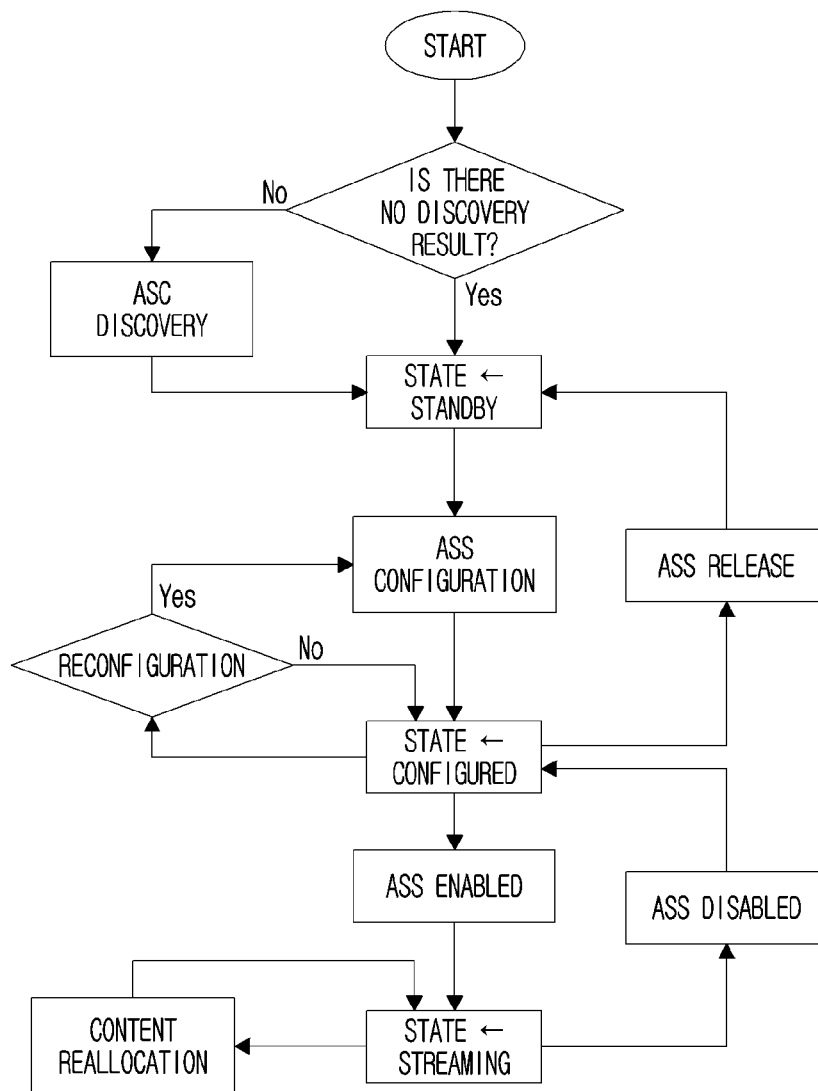 START
IS THERE
NO DISCOVERY
RESULT?
No
Yes
ASC
DISCOVERY
STATE ←
STANDBY
ASS
CONFIGURATION
ASS RELEASE
Yes
RECONFIGURATION
No
STATE ←
CONFIGURED
ASS ENABLED
ASS DISABLED
CONTENT
REALLOCATION
STATE ←
STREAMING